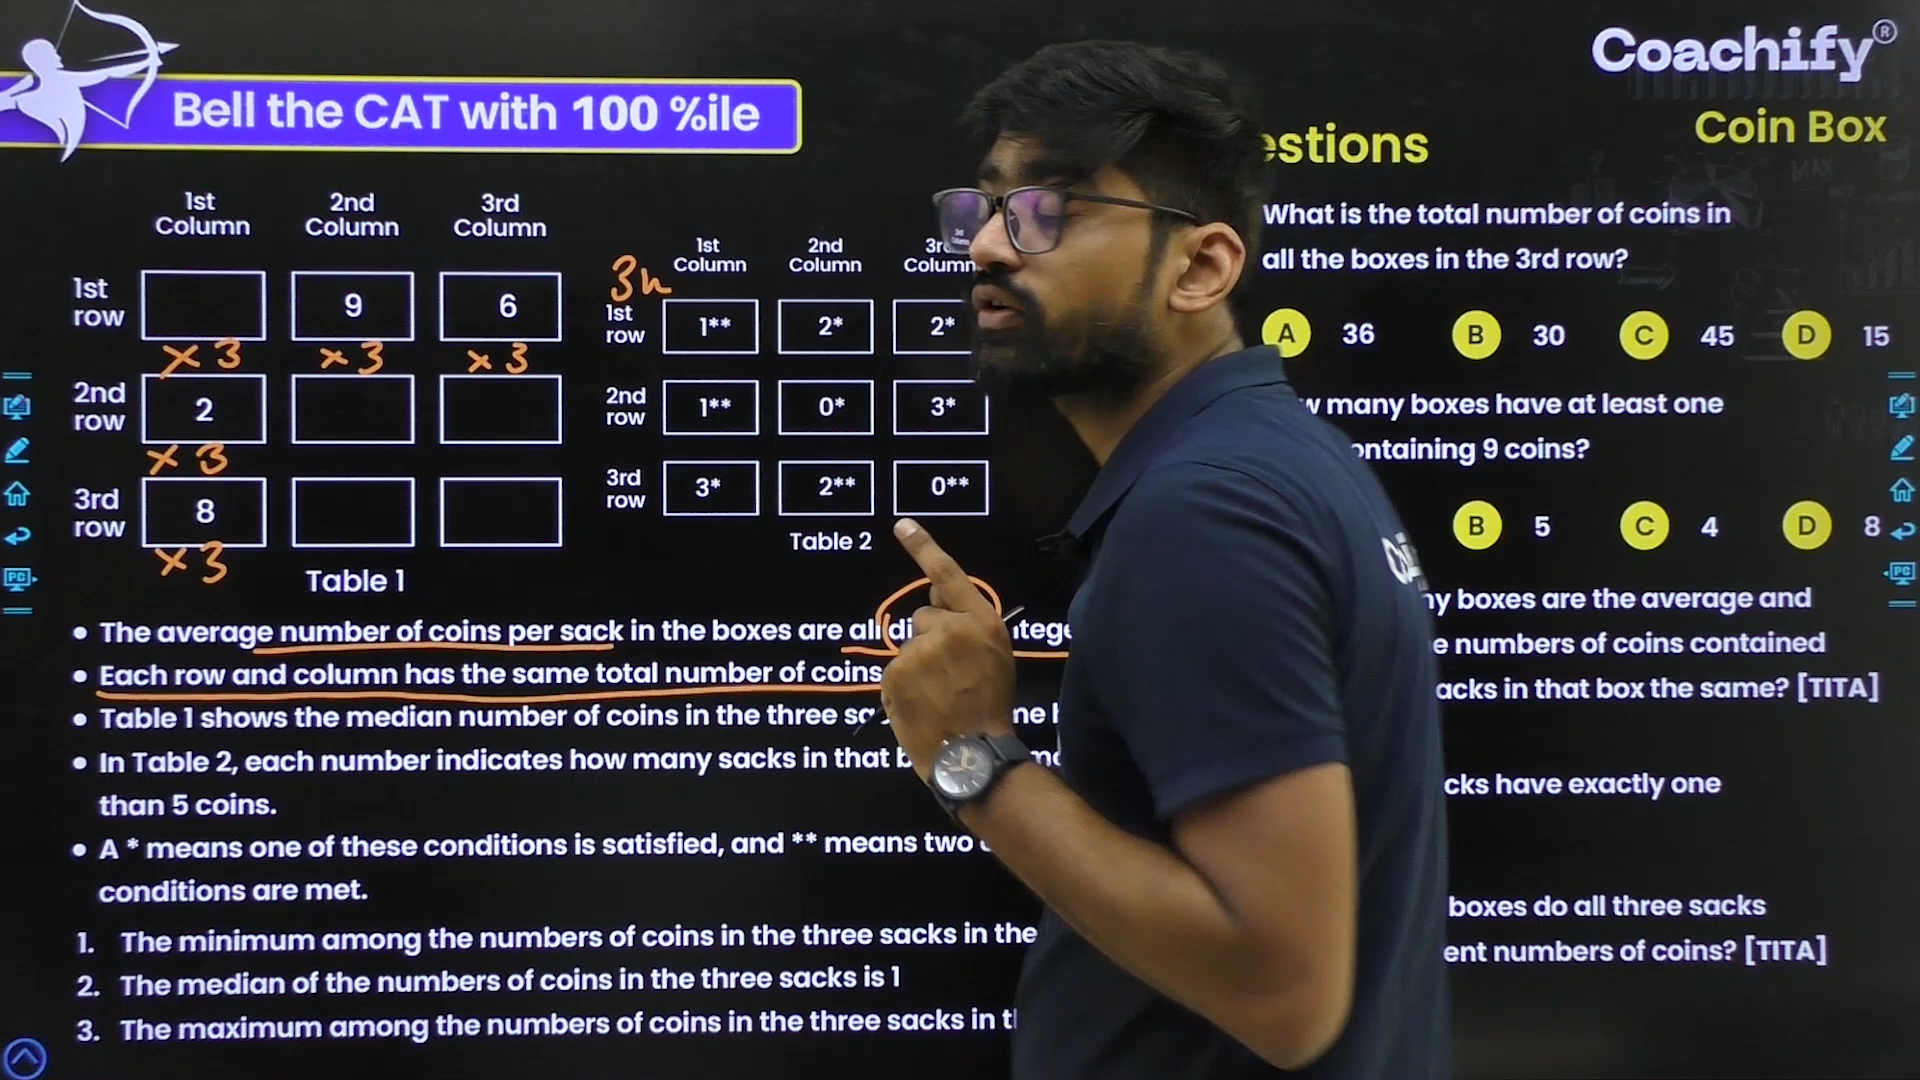 Bell the CAT with 100 %ile
Coachify®
Coin Box
estions
1st Column
2nd Column
3rd Column
1st row
9
6
×3
×3
×3
2nd row
2
×3
3rd row
8
×3
Table 1
3n
1st Column
2nd Column
Column
1st row
1**
2*
2*
2nd row
1**
0*
3*
3rd row
3*
2**
0**
Table 2
The average number of coins per sack in the boxes are all
Each row and column has the same total number of coins
Table 1 shows the median number of coins in the three
In Table 2, each number indicates how many sacks in that
than 5 coins.
A * means one of these conditions is satisfied, and ** means two
conditions are met.
1. The minimum among the numbers of coins in the three sacks in the
2. The median of the numbers of coins in the three sacks is 1
3. The maximum among the numbers of coins in the three sacks in
What is the total number of coins in
all the boxes in the 3rd row?
A 36
B 30
C 45
D 15
many boxes have at least one
containing 9 coins?
B 5
C 4
D 8
boxes are the average and
numbers of coins contained
in that box the same? [TITA]
have exactly one
boxes do all three sacks
numbers of coins? [TITA]
PC
PC